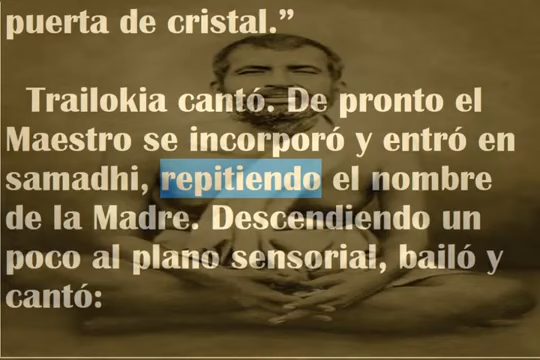 puerta de cristal.”
Trailokia cantó. De pronto el
Maestro se incorporó y entró en
samadhi, repitiendo el nombre
de la Madre. Descendiendo un
poco al plano sensorial, bailó y
cantó: